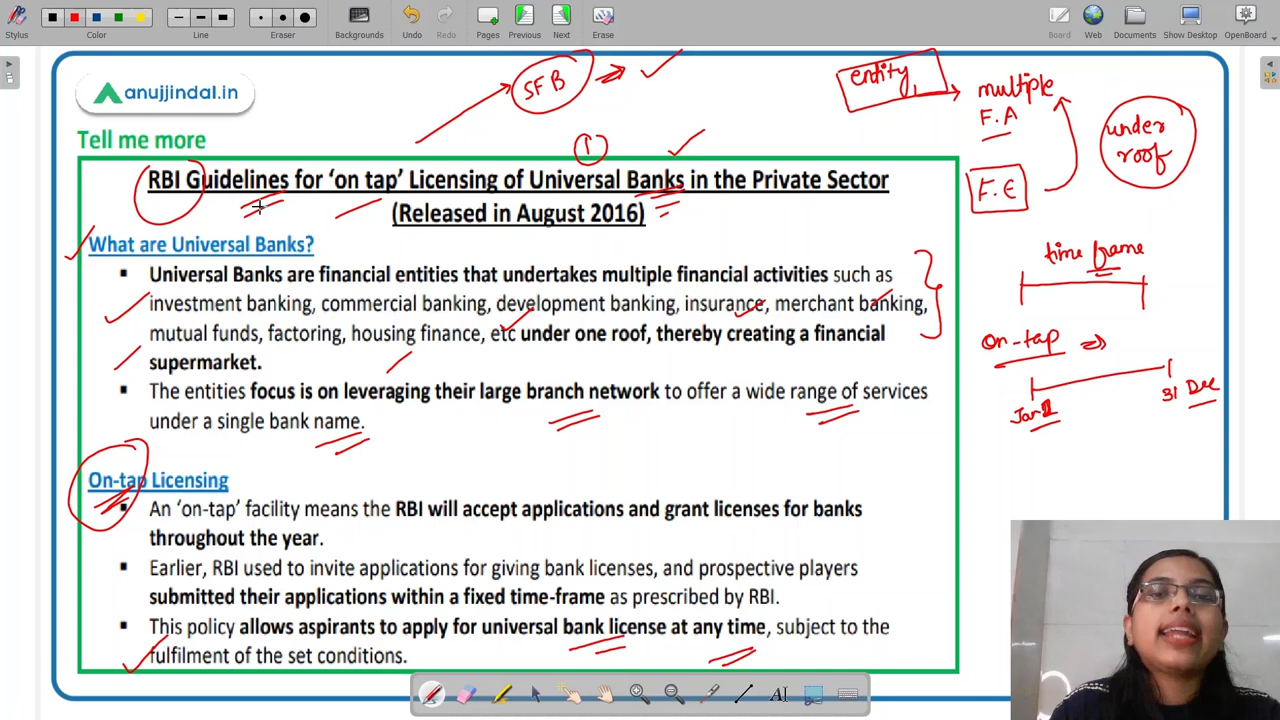 Color
Line
Eraser
Backgrounds
Undo
Redo
Pages
Previous
Next
Erase
Board
Web
Documents
Show Desktop
OpenBoard
anujjindal.in
SFB
entity
multiple
F.A
F.E
under
roof
Tell me more
1
RBI Guidelines for ‘on tap’ Licensing of Universal Banks in the Private Sector
(Released in August 2016)
What are Universal Banks?
▪ Universal Banks are financial entities that undertakes multiple financial activities such as
investment banking, commercial banking, development banking, insurance, merchant banking,
mutual funds, factoring, housing finance, etc under one roof, thereby creating a financial
supermarket.
▪ The entities focus is on leveraging their large branch network to offer a wide range of services
under a single bank name.
On-tap Licensing
▪ An ‘on-tap’ facility means the RBI will accept applications and grant licenses for banks
throughout the year.
▪ Earlier, RBI used to invite applications for giving bank licenses, and prospective players
submitted their applications within a fixed time-frame as prescribed by RBI.
▪ This policy allows aspirants to apply for universal bank license at any time, subject to the
fulfilment of the set conditions.
time frame
On-tap
Jan 1
31 Dec
AI